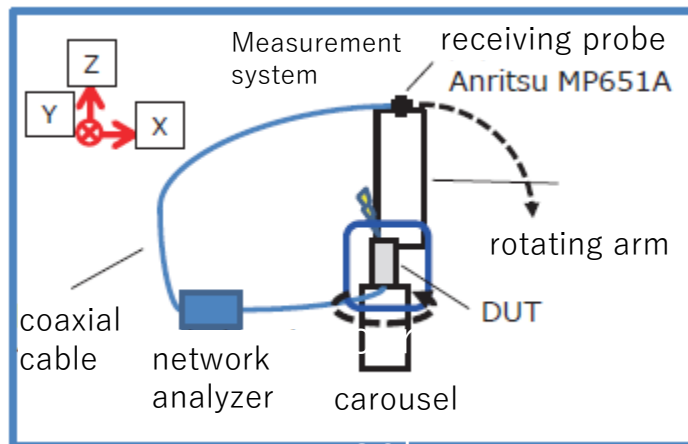 Measurement
system
receiving probe
Anritsu MP651A
Z
Y
X
rotating arm
DUT
coaxial
cable
network
analyzer
carousel